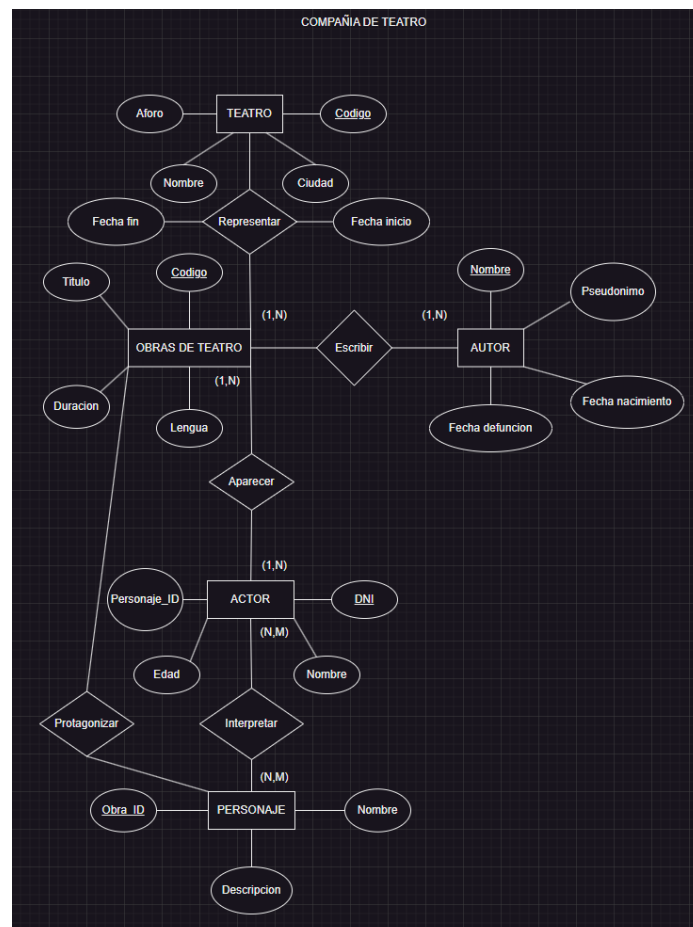 COMPAÑIA DE TEATRO
Aforo
TEATRO
Codigo
Nombre
Ciudad
Fecha fin
Representar
Fecha inicio
Codigo
Titulo
Nombre
Pseudonimo
(1,N)
(1,N)
OBRAS DE TEATRO
Escribir
AUTOR
(1,N)
Duracion
Fecha nacimiento
Lengua
Fecha defuncion
Aparecer
(1,N)
Personaje_ID
ACTOR
DNI
(N,M)
Edad
Nombre
Protagonizar
Interpretar
(N,M)
Obra_ID
PERSONAJE
Nombre
Descripcion